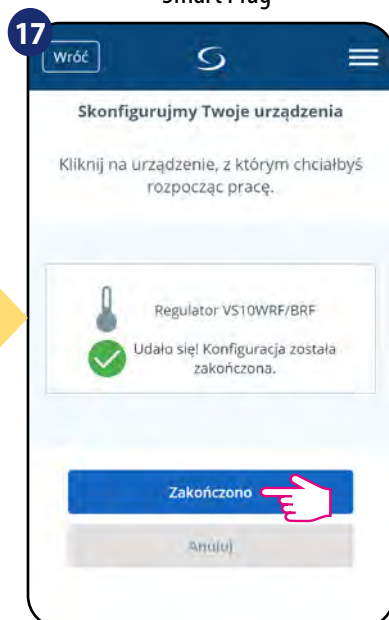 Smart Plug
17
Wróć
Skonfigurujmy Twoje urządzenia
Kliknij na urządzenie, z którym chciałbyś
rozpocząc pracę.
Regulator VS10WRF/BRF
Udało się! Konfiguracja została
zakończona.
Zakończono
Anuluj